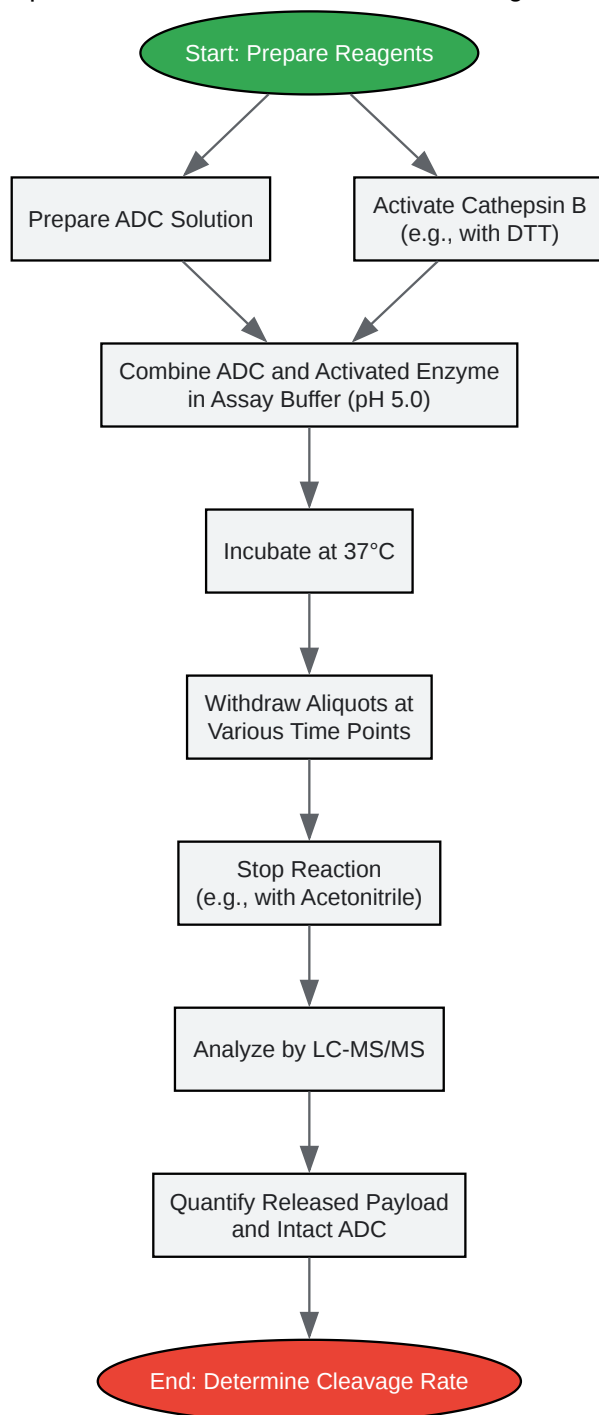 Start: Prepare Reagents
Prepare ADC Solution
Activate Cathepsin B
(e.g., with DTT)
Combine ADC and Activated Enzyme
in Assay Buffer (pH 5.0)
Incubate at 37°C
Withdraw Aliquots at
Various Time Points
Stop Reaction
(e.g., with Acetonitrile)
Analyze by LC-MS/MS
Quantify Released Payload
and Intact ADC
End: Determine Cleavage Rate